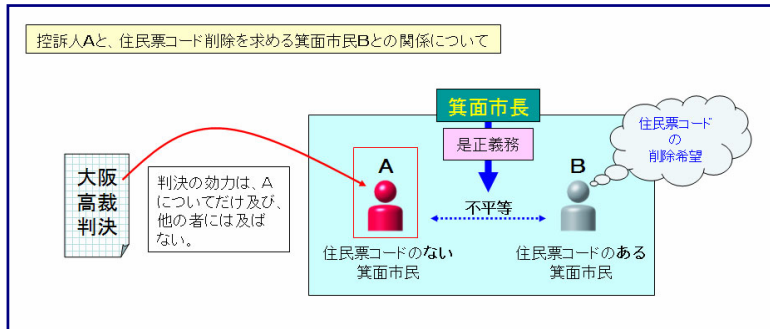 控訴人Aと、住民票コード削除を求める箕面市民Bとの関係について
箕面市長
住民票コード
の
削除希望
是正義務
大阪
高裁
判決
判決の効力は、A
についてだけ及び、
他の者には及ば
ない。
A
B
不平等
住民票コードのない
箕面市民
住民票コードのある
箕面市民